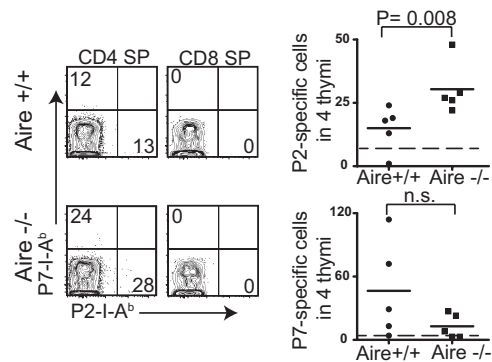 CD4 SP CD8 SP
Aire +/+
12 0
13 0
Aire -/-
24 0
28 0
P7-I-Aᵇ
P2-I-Aᵇ
P= 0.008
P2-specific cells
in 4 thymi
50
25
0
Aire+/+ Aire -/-
n.s.
P7-specific cells
in 4 thymi
120
60
0
Aire+/+ Aire -/-